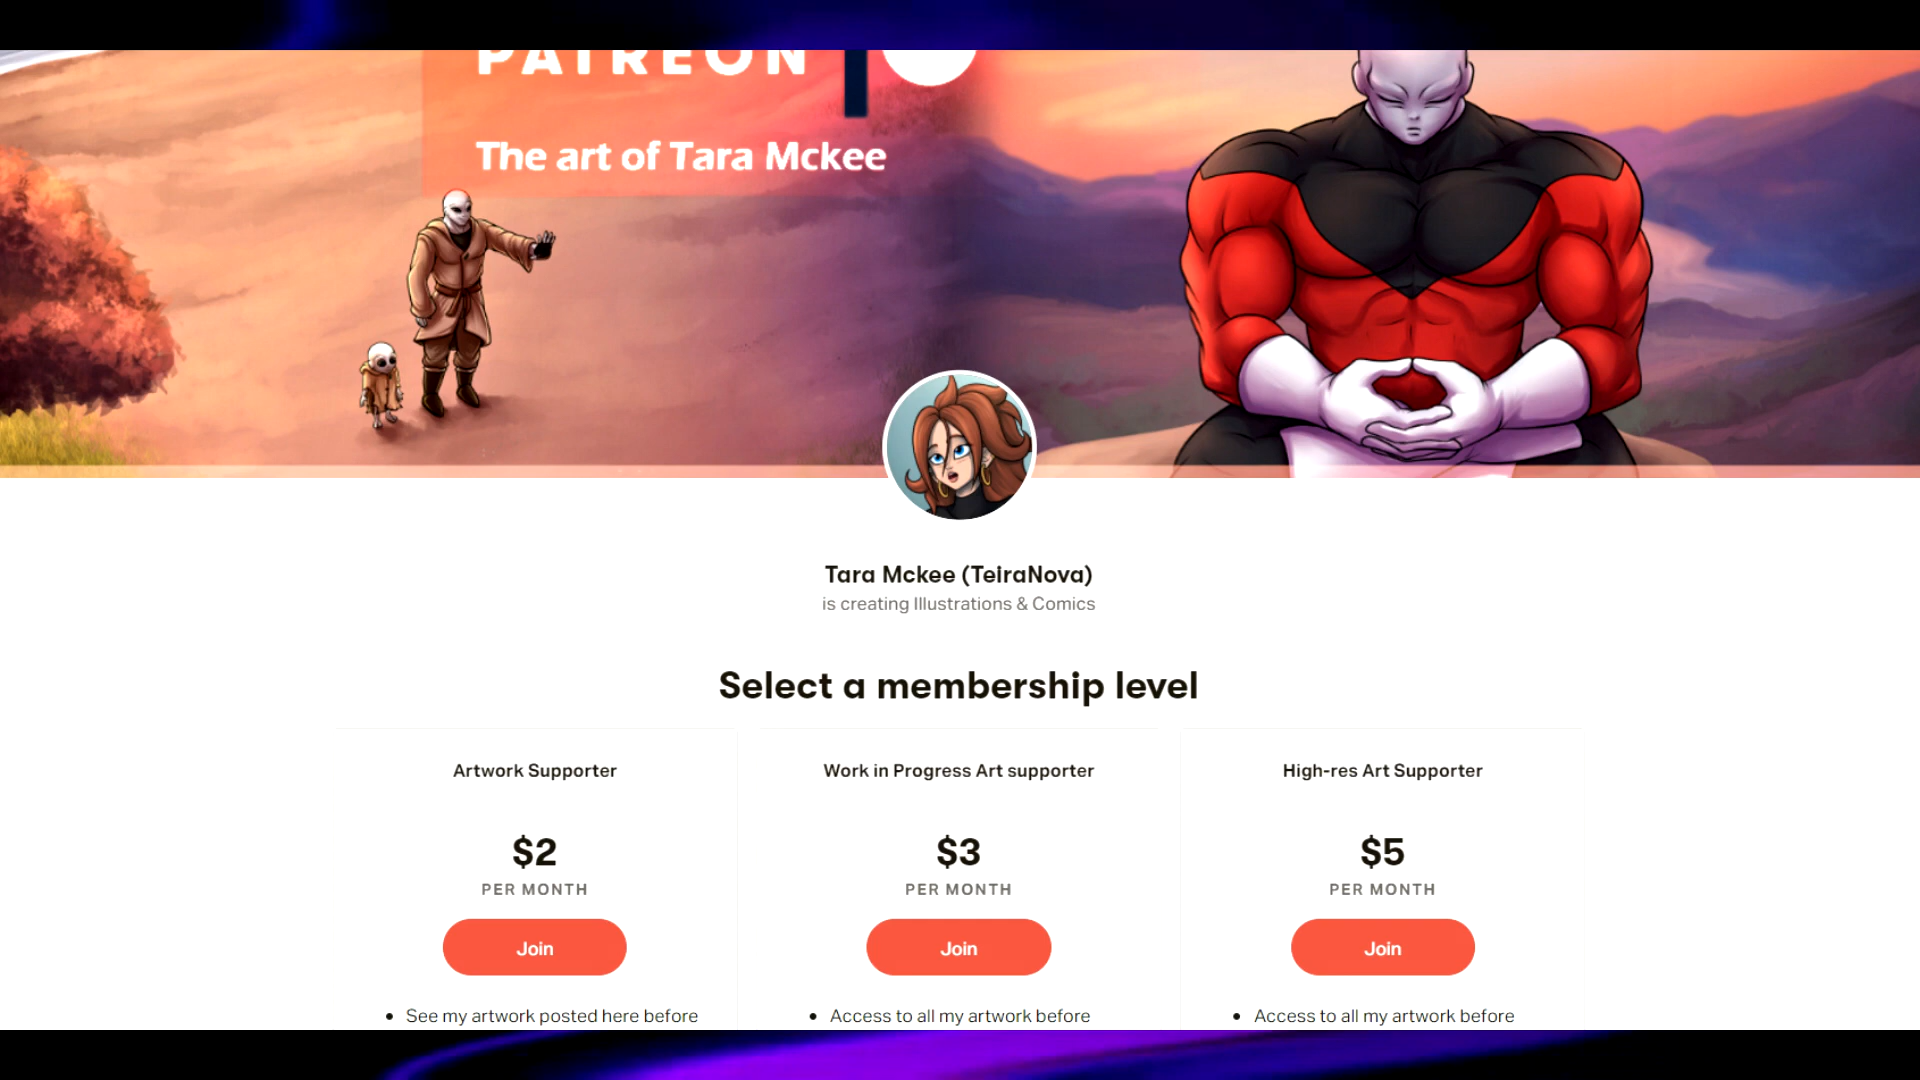 PATREON
The art of Tara Mckee
Tara Mckee (TeiraNova)
is creating Illustrations & Comics
Select a membership level
Artwork Supporter
$2
PER MONTH
Join
• See my artwork posted here before
Work in Progress Art supporter
$3
PER MONTH
Join
• Access to all my artwork before
High-res Art Supporter
$5
PER MONTH
Join
• Access to all my artwork before